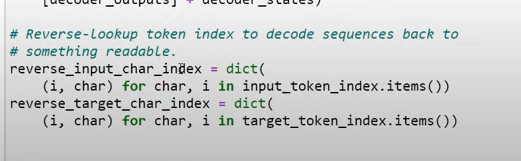 [decoder_outputs] + decoder_states)
# Reverse-lookup token index to decode sequences back to
# something readable.
reverse_input_char_index = dict(
(i, char) for char, i in input_token_index.items())
reverse_target_char_index = dict(
(i, char) for char, i in target_token_index.items())